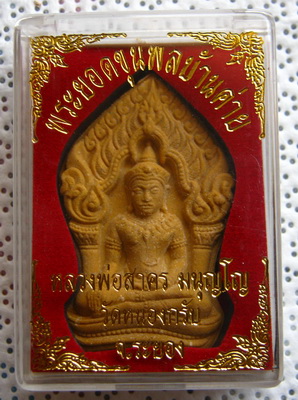 พระยอดขุนพลบ้านค่าย
หลวงพ่อสาคร มนุญโญ
วัดหนองกรับ
จ.ระยอง